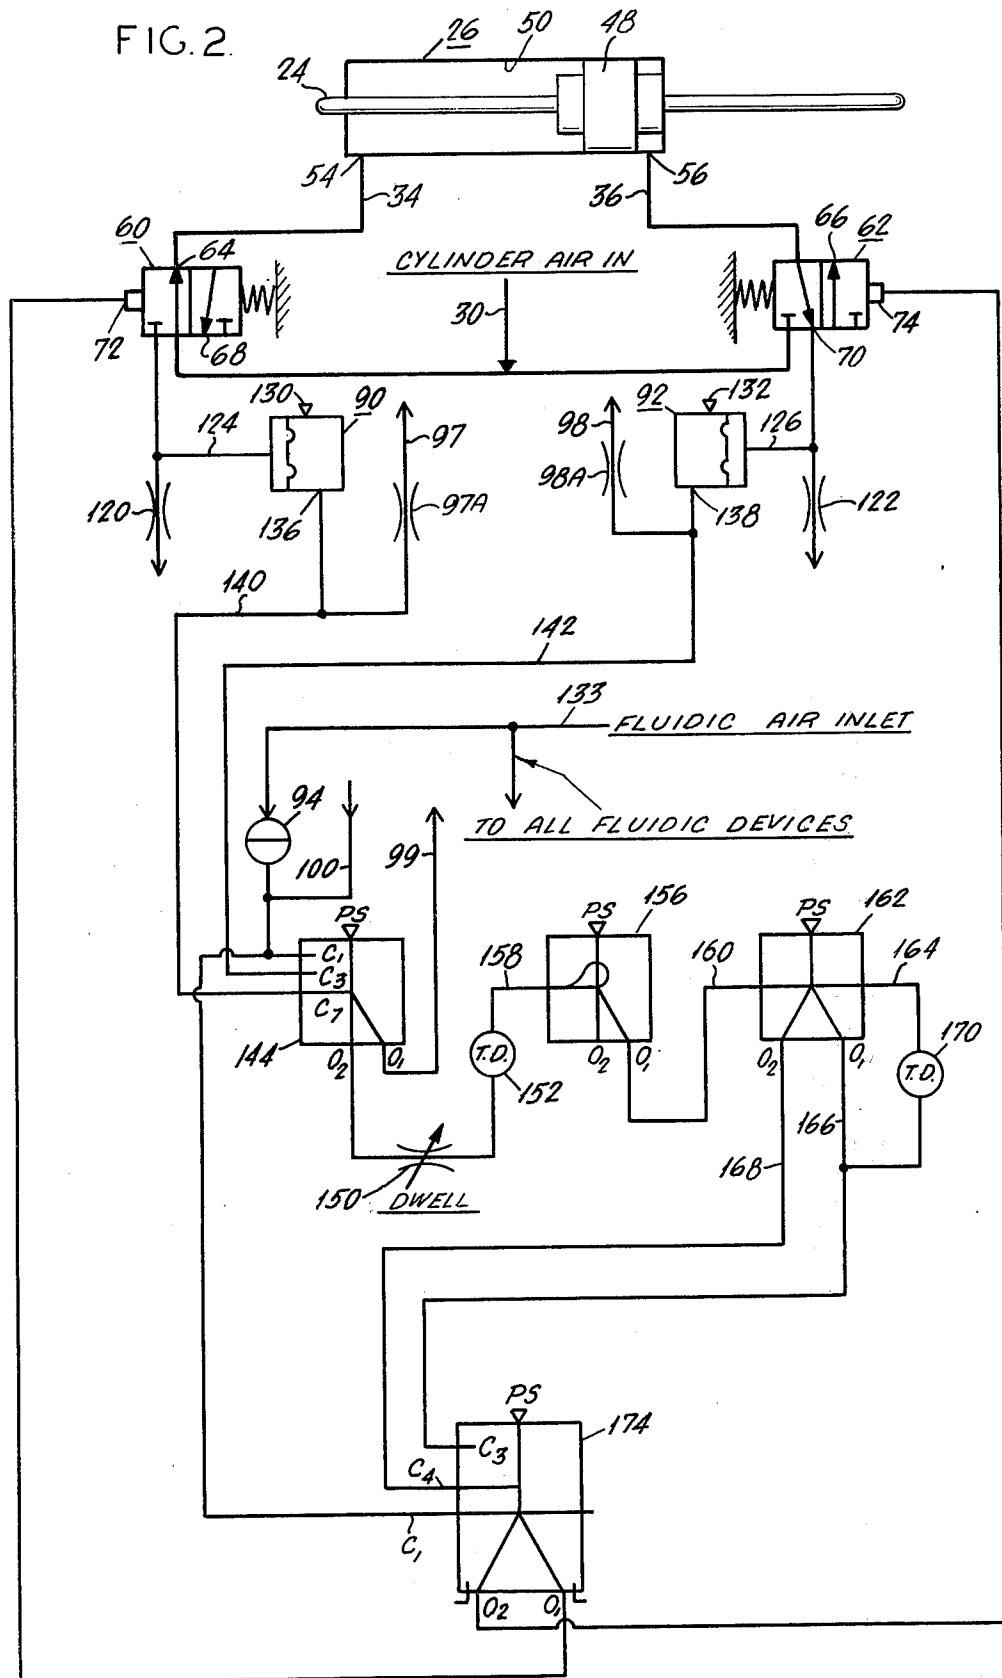 FIG. 2.
26 50 48
24
54 56
34 36
60 64 66 62
CYLINDER AIR IN
30
72 68 70 74
130 90 132
124 97 98 92 126
98A
120 136 97A 138 122
140
142
133
FLUIDIC AIR INLET
94
TO ALL FLUIDIC DEVICES
100 99
PS 156 PS 162
C1 158 160 164
C3
C7
144 O2 O1 T.D. O2 O1 O2 O1 T.D. 170
152
166
168
150 DWELL
PS
174
C3
C4
C1
O2 O1